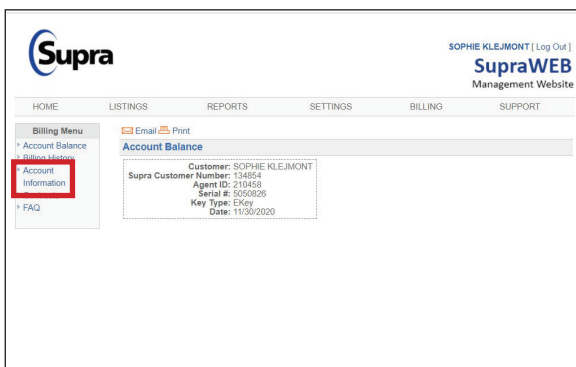 Supra
SOPHIE KLEJMONT [ Log Out ]
SupraWEB
Management Website
HOME LISTINGS REPORTS SETTINGS BILLING SUPPORT
Billing Menu
Account Balance
Billing History
Account
Information
FAQ
Email Print
Account Balance
Customer: SOPHIE KLEJMONT
Supra Customer Number: 134854
Agent ID: 210458
Serial #: 5050826
Key Type: EKey
Date: 11/30/2020